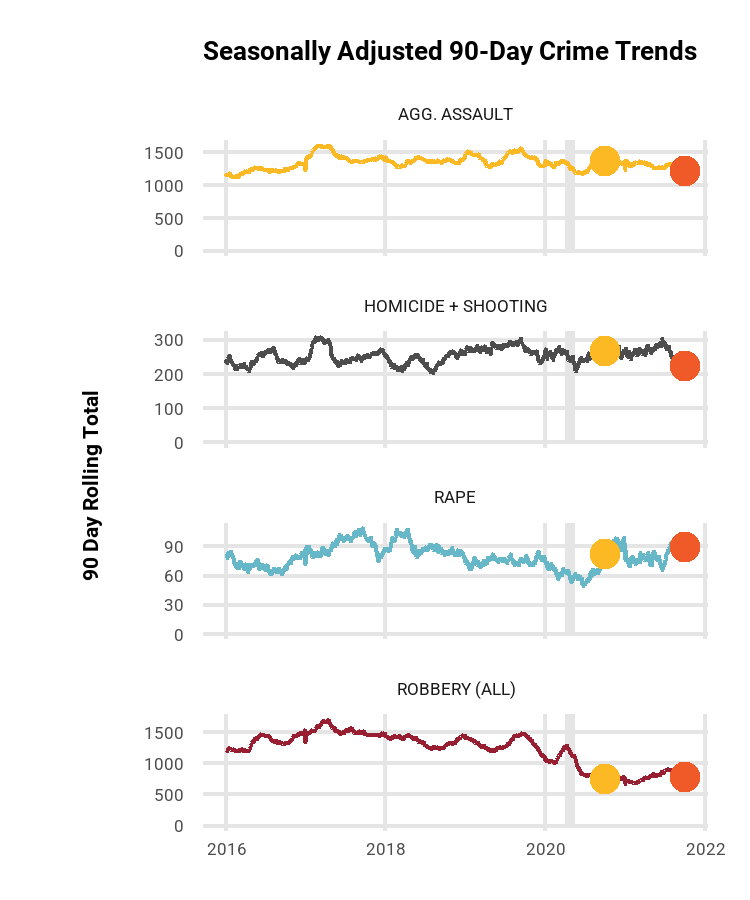 Seasonally Adjusted 90-Day Crime Trends
90 Day Rolling Total
AGG. ASSAULT
1500
1000
500
0
HOMICIDE + SHOOTING
300
200
100
0
RAPE
90
60
30
0
ROBBERY (ALL)
1500
1000
500
0
2016 2018 2020 2022